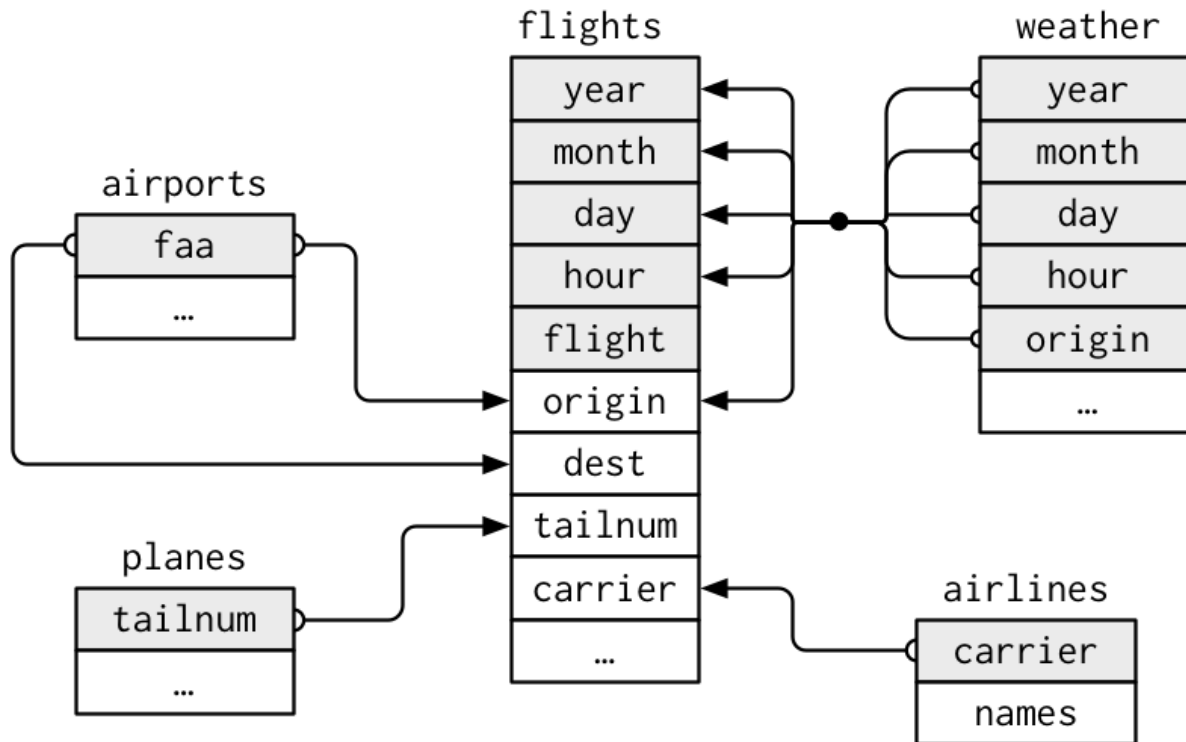 flights
year
month
day
hour
flight
origin
dest
tailnum
carrier
…
weather
year
month
day
hour
origin
…
airports
faa
…
planes
tailnum
…
airlines
carrier
names